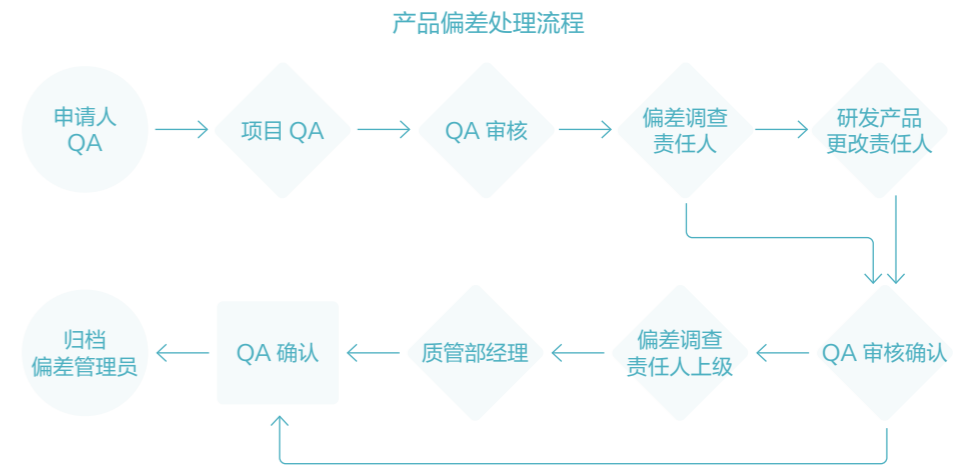 产品偏差处理流程
申请人
QA
项目 QA
QA 审核
偏差调查
责任人
研发产品
更改责任人
归档
偏差管理员
QA 确认
质管部经理
偏差调查
责任人上级
QA 审核确认